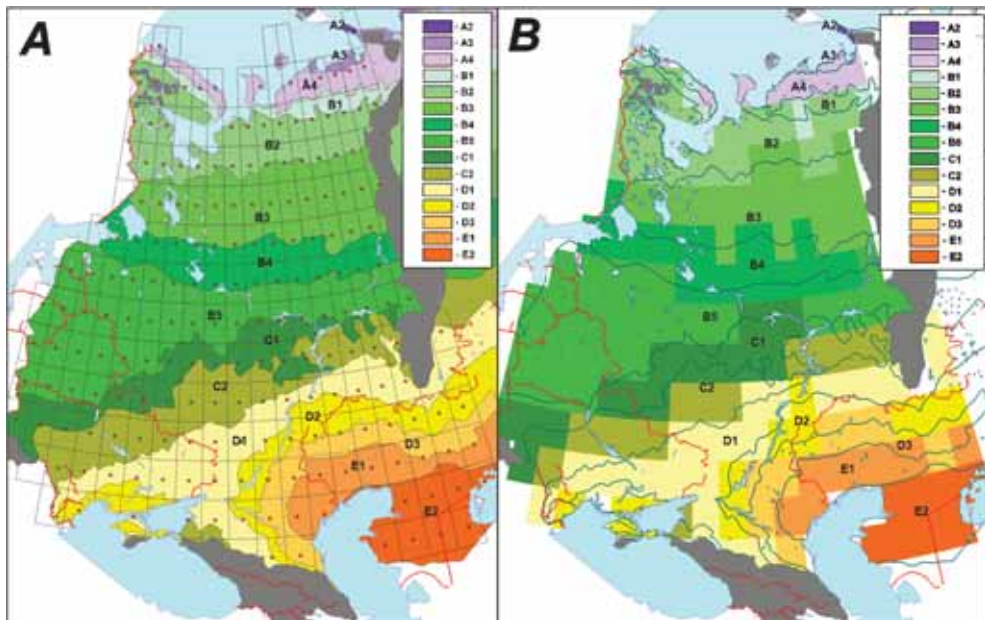 A
A2
A3
A4
B1
B2
B3
B4
B5
C1
C2
D1
D2
D3
E1
E2
- A2
- A3
- A4
- B1
- B2
- B3
- B4
- B5
- C1
- C2
- D1
- D2
- D3
- E1
- E2
B
A2
A3
A4
B1
B2
B3
B4
B5
C1
C2
D1
D2
D3
E1
E2
- A2
- A3
- A4
- B1
- B2
- B3
- B4
- B5
- C1
- C2
- D1
- D2
- D3
- E1
- E2